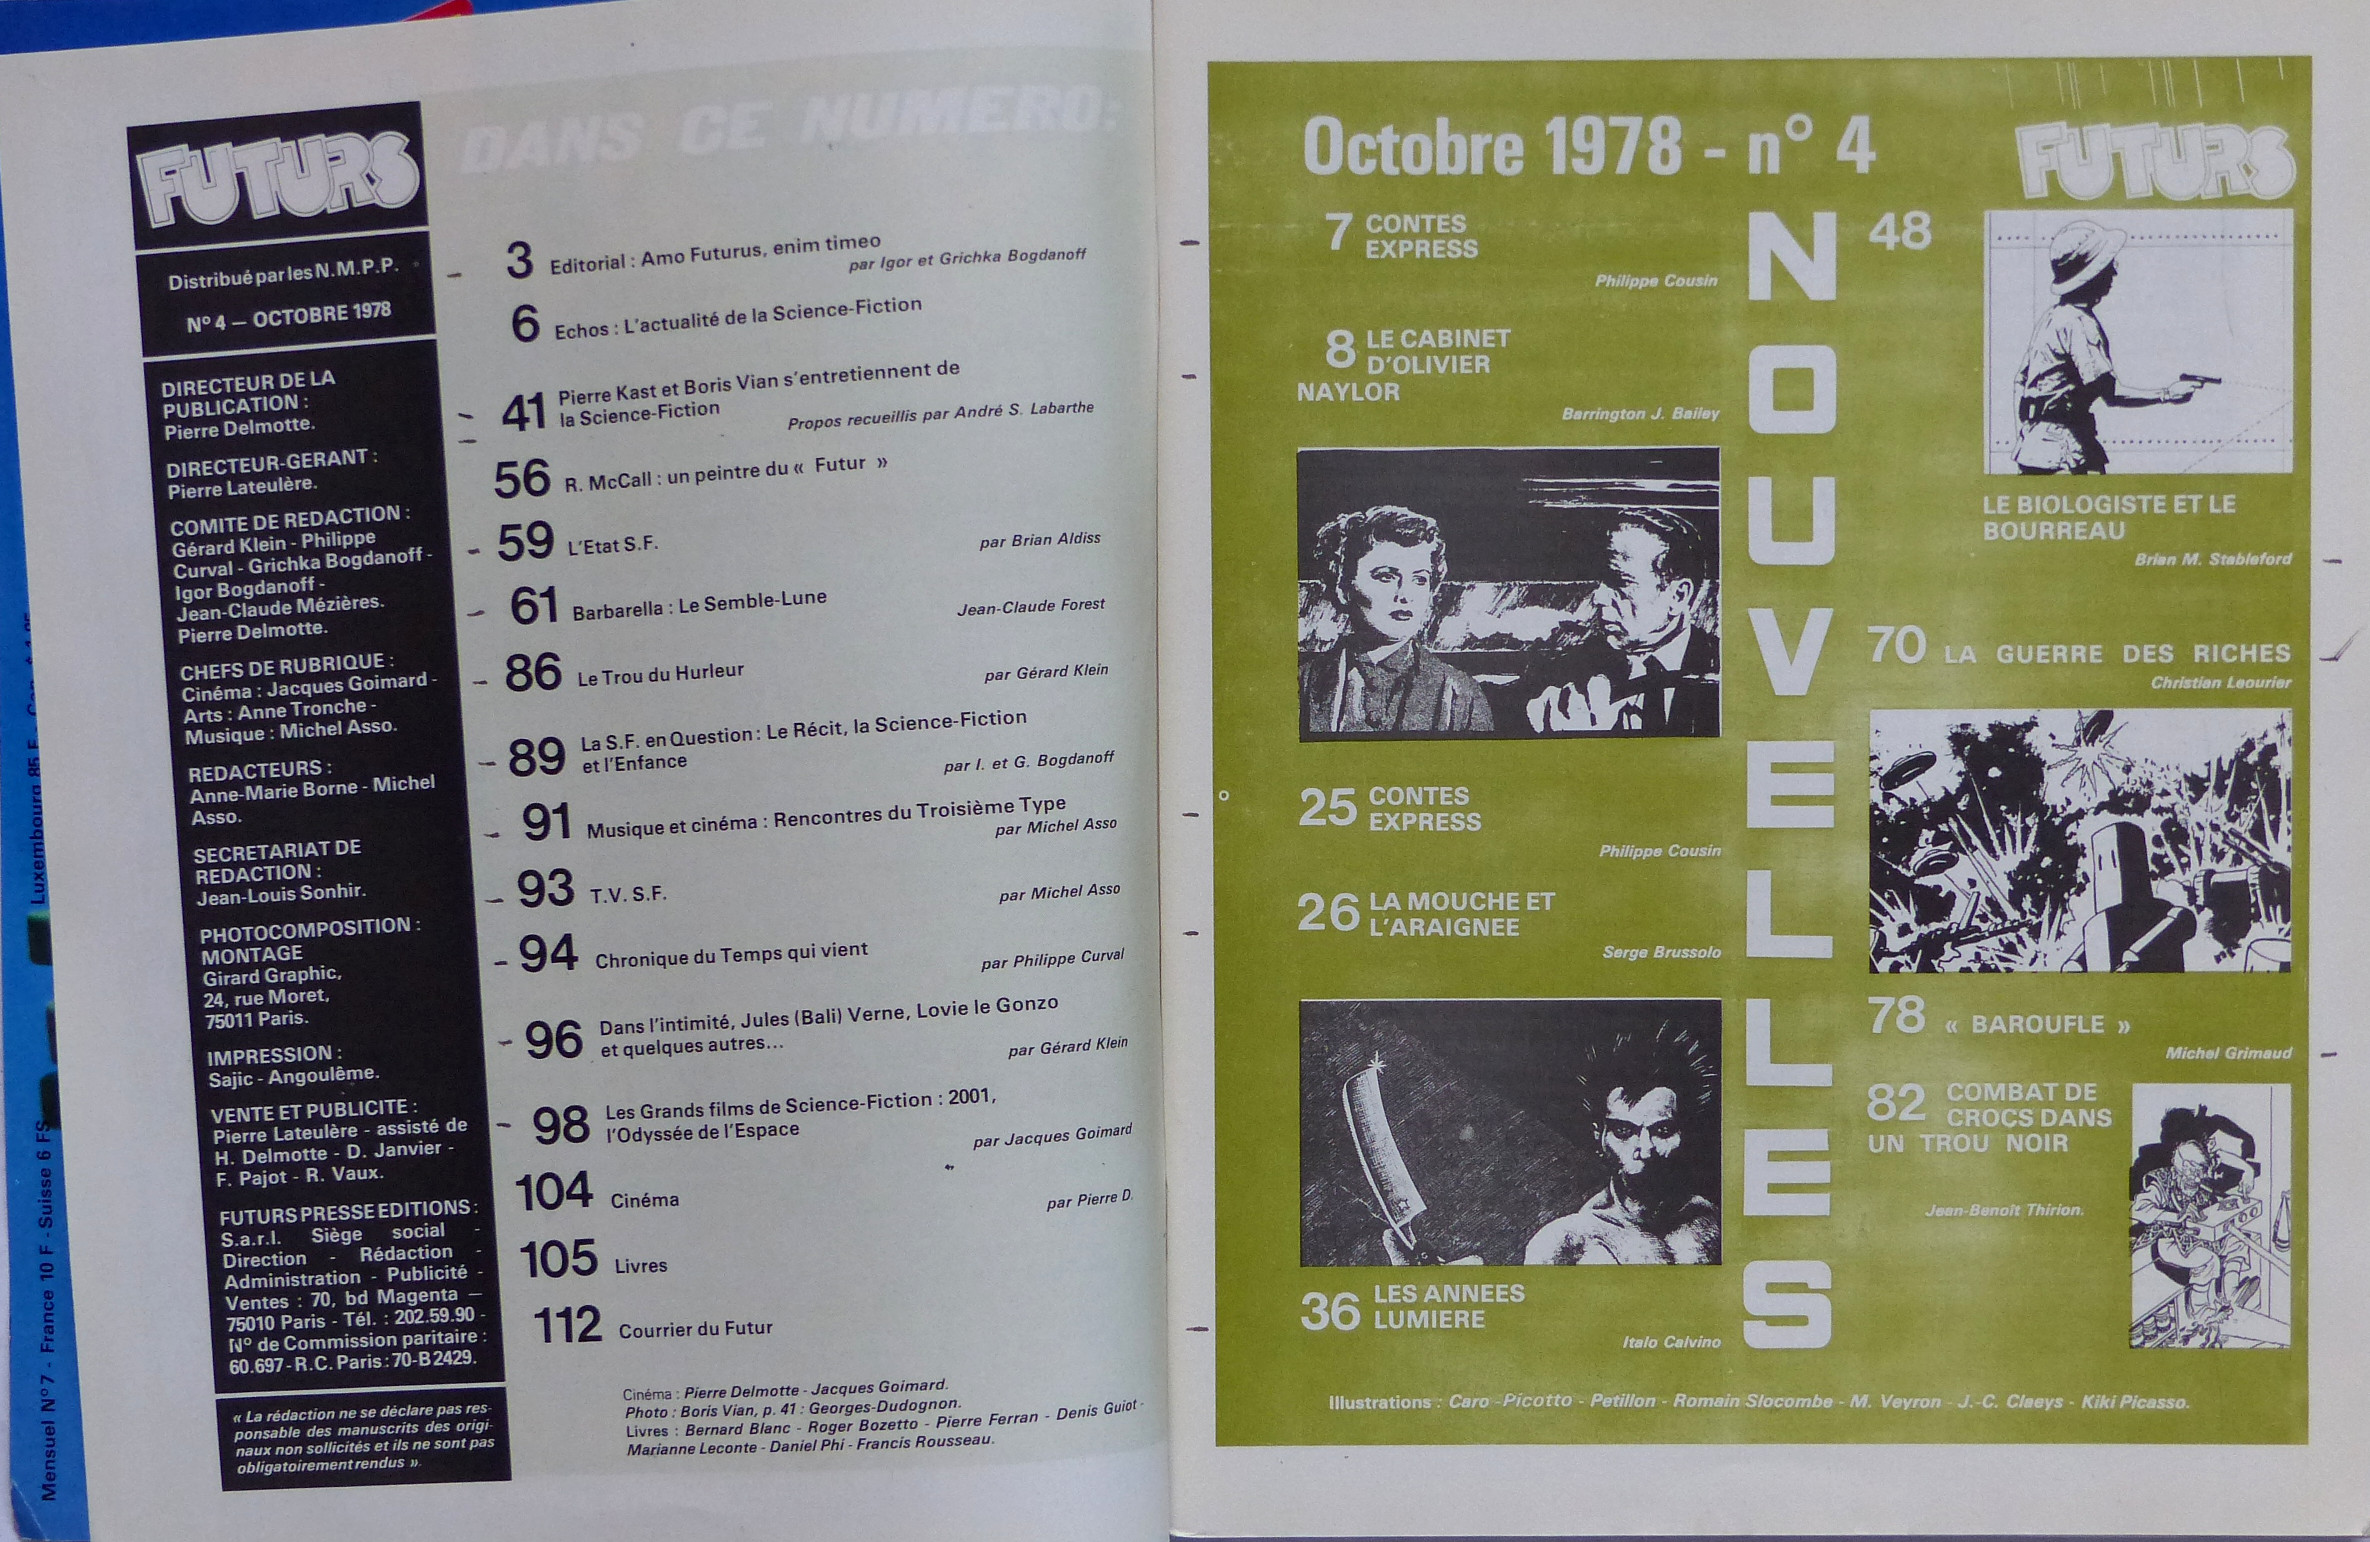 FUTURS
Distribué par les N.M.P.P.
N° 4 — OCTOBRE 1978
DIRECTEUR DE LA
PUBLICATION :
Pierre Delmotte.
DIRECTEUR-GERANT :
Pierre Lateulère.
COMITE DE REDACTION :
Gérard Klein - Philippe
Curval - Grichka Bogdanoff -
Igor Bogdanoff -
Jean-Claude Mézières.
Pierre Delmotte.
CHEFS DE RUBRIQUE :
Cinéma : Jacques Goimard -
Arts : Anne Tronche -
Musique : Michel Asso.
REDACTEURS :
Anne-Marie Borne - Michel
Asso.
SECRETARIAT DE
REDACTION :
Jean-Louis Sonhir.
PHOTOCOMPOSITION :
MONTAGE
Girard Graphic,
24, rue Moret,
75011 Paris.
IMPRESSION :
Sajic - Angoulême.
VENTE ET PUBLICITE :
Pierre Lateulère - assisté de
H. Delmotte - D. Janvier -
F. Pajot - R. Vaux.
FUTURS PRESSE EDITIONS :
S.a.r.l. Siège social -
Direction - Rédaction -
Administration - Publicité -
Ventes : 70, bd Magenta —
75010 Paris - Tél. : 202.59.90 -
N° de Commission paritaire :
60.697 - R.C. Paris : 70-B 2429.
« La rédaction ne se déclare pas res-
ponsable des manuscrits des origi-
naux non sollicités et ils ne sont pas
obligatoirement rendus ».
DANS CE NUMERO:
3 Editorial : Amo Futurus, enim timeo
par Igor et Grichka Bogdanoff
6 Echos : L'actualité de la Science-Fiction
41 Pierre Kast et Boris Vian s'entretiennent de
la Science-Fiction
Propos recueillis par André S. Labarthe
56 R. McCall : un peintre du « Futur »
59 L'Etat S.F. par Brian Aldiss
61 Barbarella : Le Semble-Lune Jean-Claude Forest
86 Le Trou du Hurleur par Gérard Klein
89 La S.F. en Question : Le Récit, la Science-Fiction
et l'Enfance par I. et G. Bogdanoff
91 Musique et cinéma : Rencontres du Troisième Type
par Michel Asso
93 T.V. S.F. par Michel Asso
94 Chronique du Temps qui vient
par Philippe Curval
96 Dans l'intimité, Jules (Bali) Verne, Lovie le Gonzo
et quelques autres...
par Gérard Klein
98 Les Grands films de Science-Fiction : 2001,
l'Odyssée de l'Espace
par Jacques Goimard
104 Cinéma par Pierre D.
105 Livres
112 Courrier du Futur
Cinéma : Pierre Delmotte - Jacques Goimard.
Photo : Boris Vian, p. 41 : Georges-Dudognon.
Livres : Bernard Blanc - Roger Bozetto - Pierre Ferran - Denis Guiot -
Marianne Leconte - Daniel Phi - Francis Rousseau.
Mensuel N° 7 - France 10 F - Suisse 6 FS
Luxembourg 85 F
Octobre 1978 - n° 4
FUTURS
NOUVELLES
7 CONTES
EXPRESS
Philippe Cousin
8 LE CABINET
D'OLIVIER
NAYLOR
Barrington J. Bailey
25 CONTES
EXPRESS
Philippe Cousin
26 LA MOUCHE ET
L'ARAIGNEE
Serge Brussolo
36 LES ANNEES
LUMIERE
Italo Calvino
48
LE BIOLOGISTE ET LE
BOURREAU
Brian M. Stableford
70 LA GUERRE DES RICHES
Christian Leourier
78 « BAROUFLE »
Michel Grimaud
82 COMBAT DE
CROCS DANS
UN TROU NOIR
Jean-Benoît Thirion.
Illustrations : Caro - Picotto - Petillon - Romain Slocombe - M. Veyron - J.-C. Claeys - Kiki Picasso.